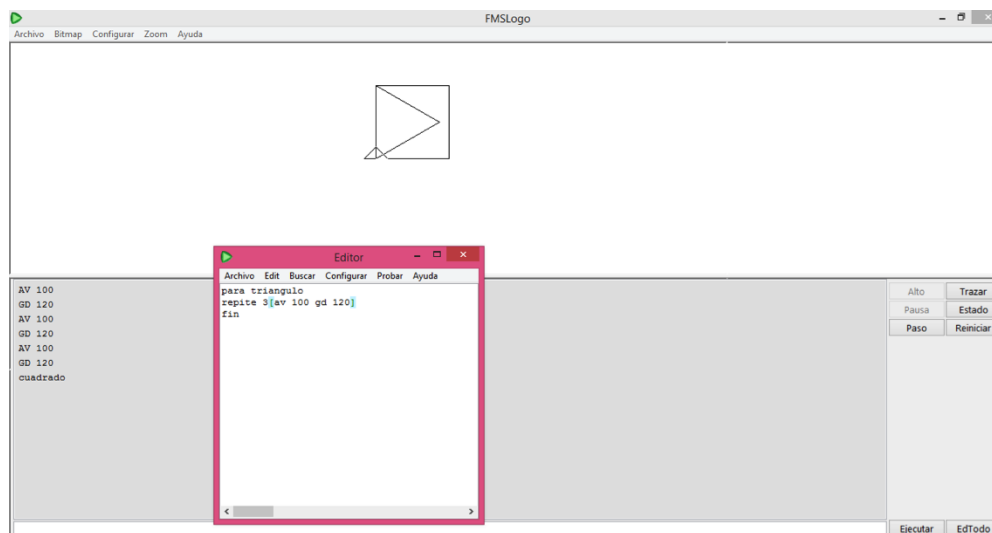 FMSLogo
Archivo Bitmap Configurar Zoom Ayuda
Editor
Archivo Edit Buscar Configurar Probar Ayuda
para triangulo
repite 3[av 100 gd 120]
fin
AV 100
GD 120
AV 100
GD 120
AV 100
GD 120
cuadrado
Alto Trazar
Pausa Estado
Paso Reiniciar
Ejecutar EdTodo